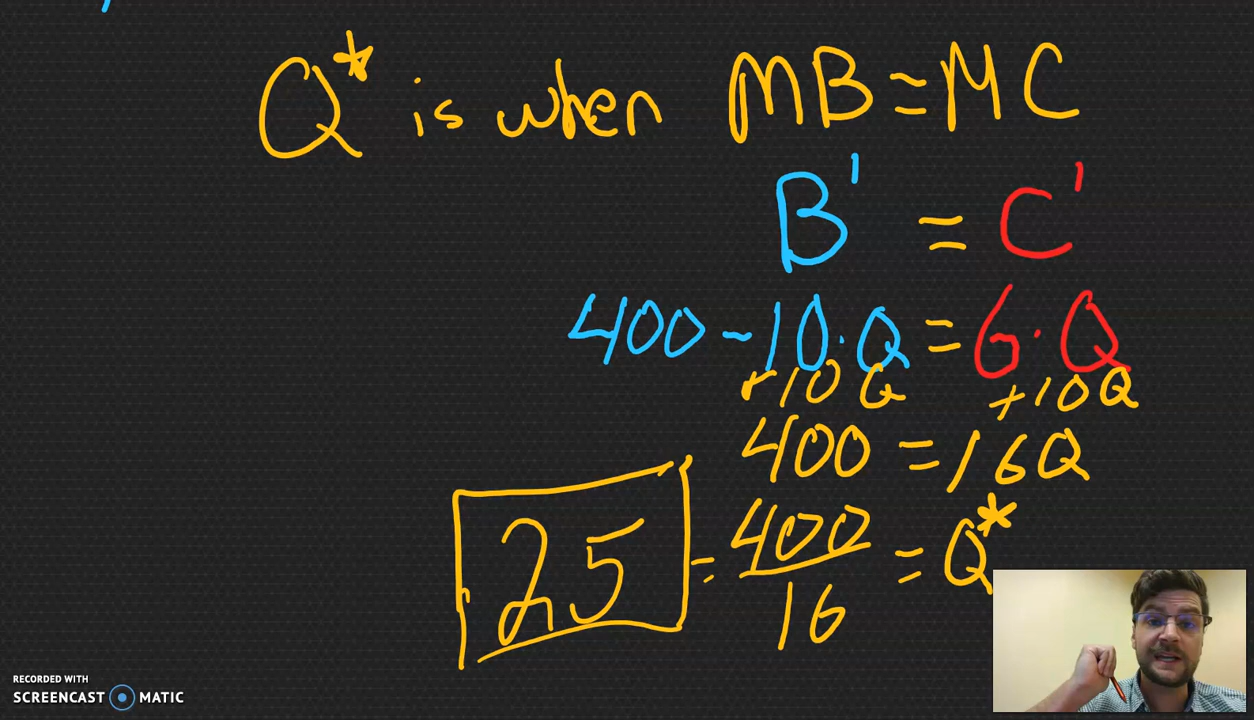 Q* is when MB = MC
B' = C'
400 - 10 · Q = 6 · Q
+10Q +10Q
400 = 16Q
25 = 400/16 = Q*
RECORDED WITH
SCREENCAST MATIC